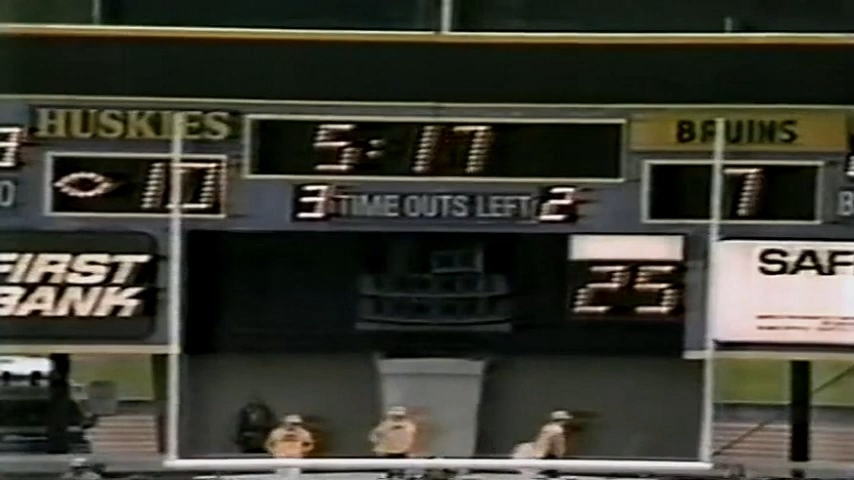 HUSKIES 5:17 BRUINS
10 7
3 TIME OUTS LEFT 2
25
FIRST
BANK
SAF